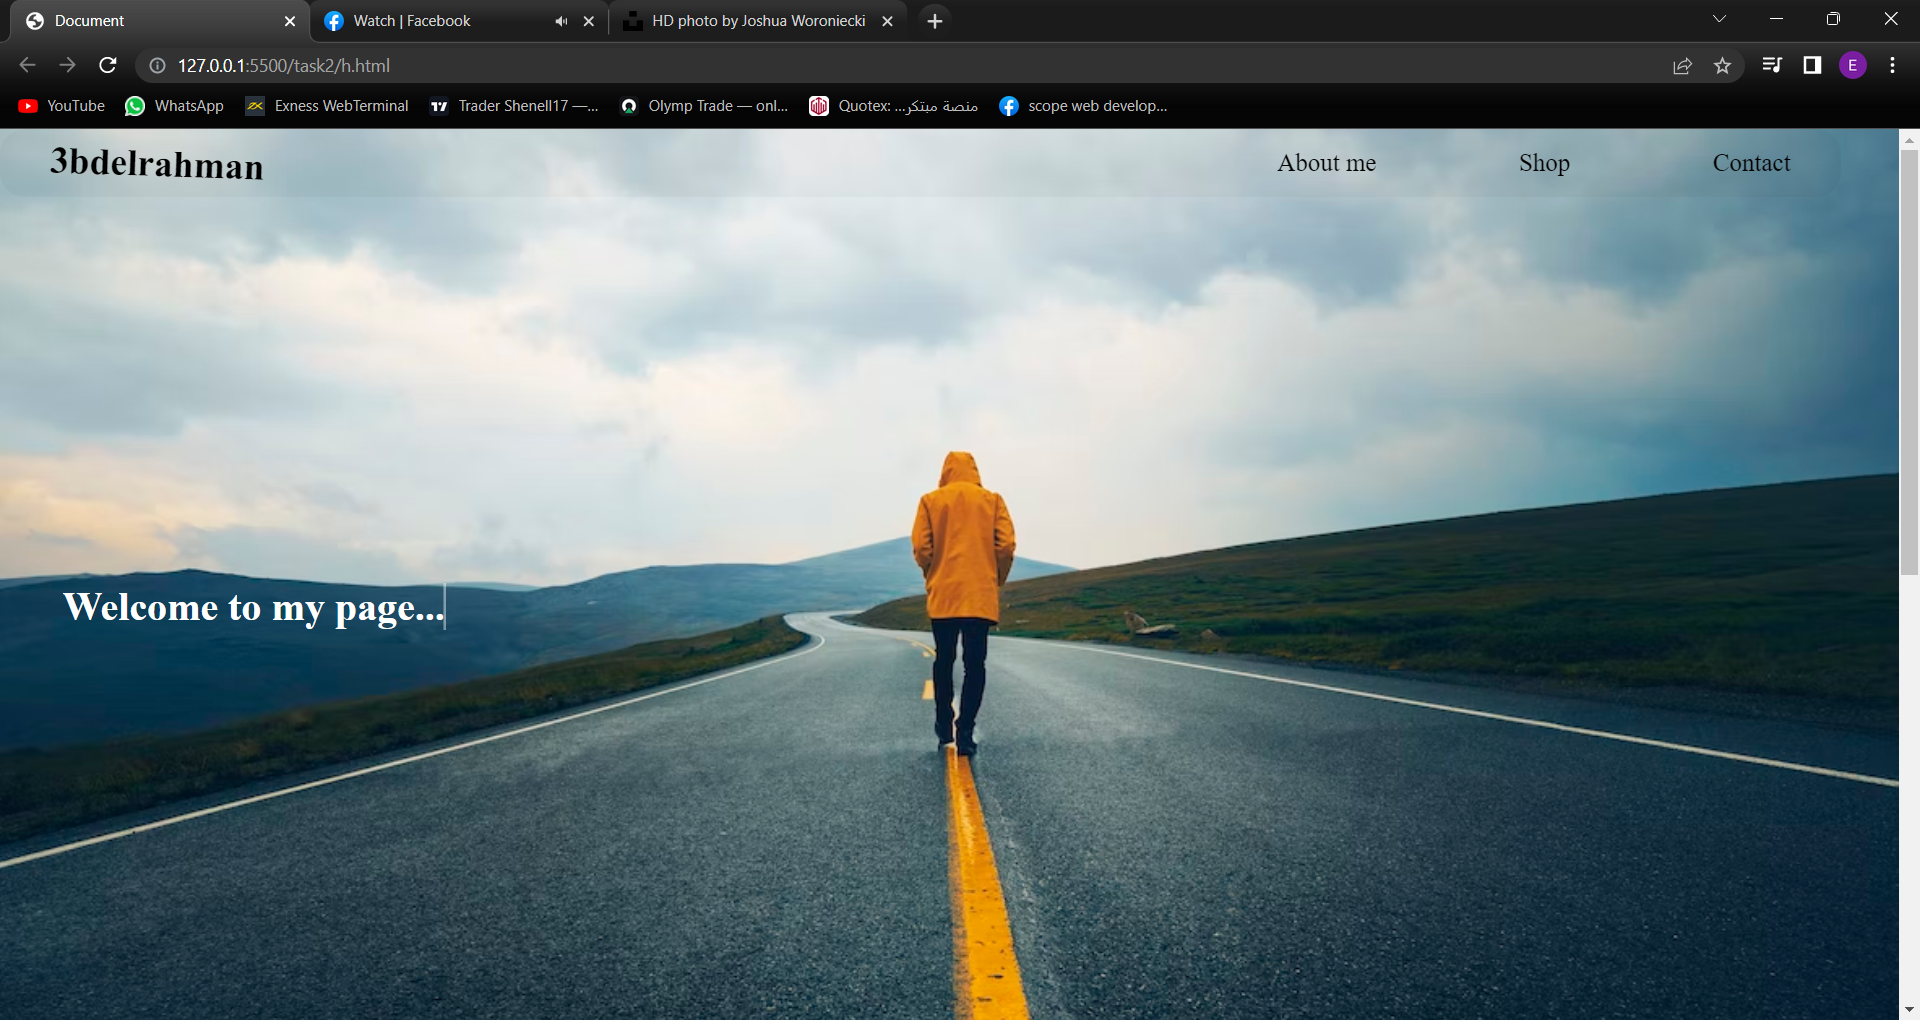 Document
Watch | Facebook
HD photo by Joshua Woroniecki
127.0.0.1:5500/task2/h.html
E
YouTube
WhatsApp
Exness WebTerminal
Trader Shenell17 —...
Olymp Trade — onl...
Quotex: ...منصة مبتكر
scope web develop...
3bdelrahman
About me
Shop
Contact
Welcome to my page...